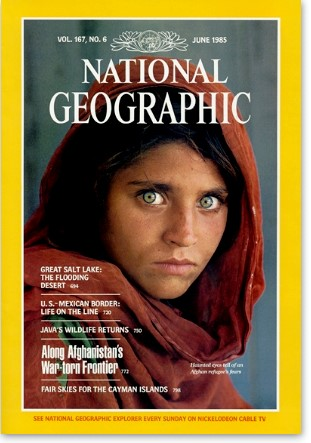 VOL. 167, NO. 6
JUNE 1985
NATIONAL
GEOGRAPHIC
GREAT SALT LAKE:
THE FLOODING
DESERT 694
U.S.-MEXICAN BORDER:
LIFE ON THE LINE 720
JAVA'S WILDLIFE RETURNS 750
Along Afghanistan's
War-torn Frontier 772
FAIR SKIES FOR THE CAYMAN ISLANDS 798
Haunted eyes tell of an
Afghan refugee's fears
SEE NATIONAL GEOGRAPHIC EXPLORER EVERY SUNDAY ON NICKELODEON CABLE TV